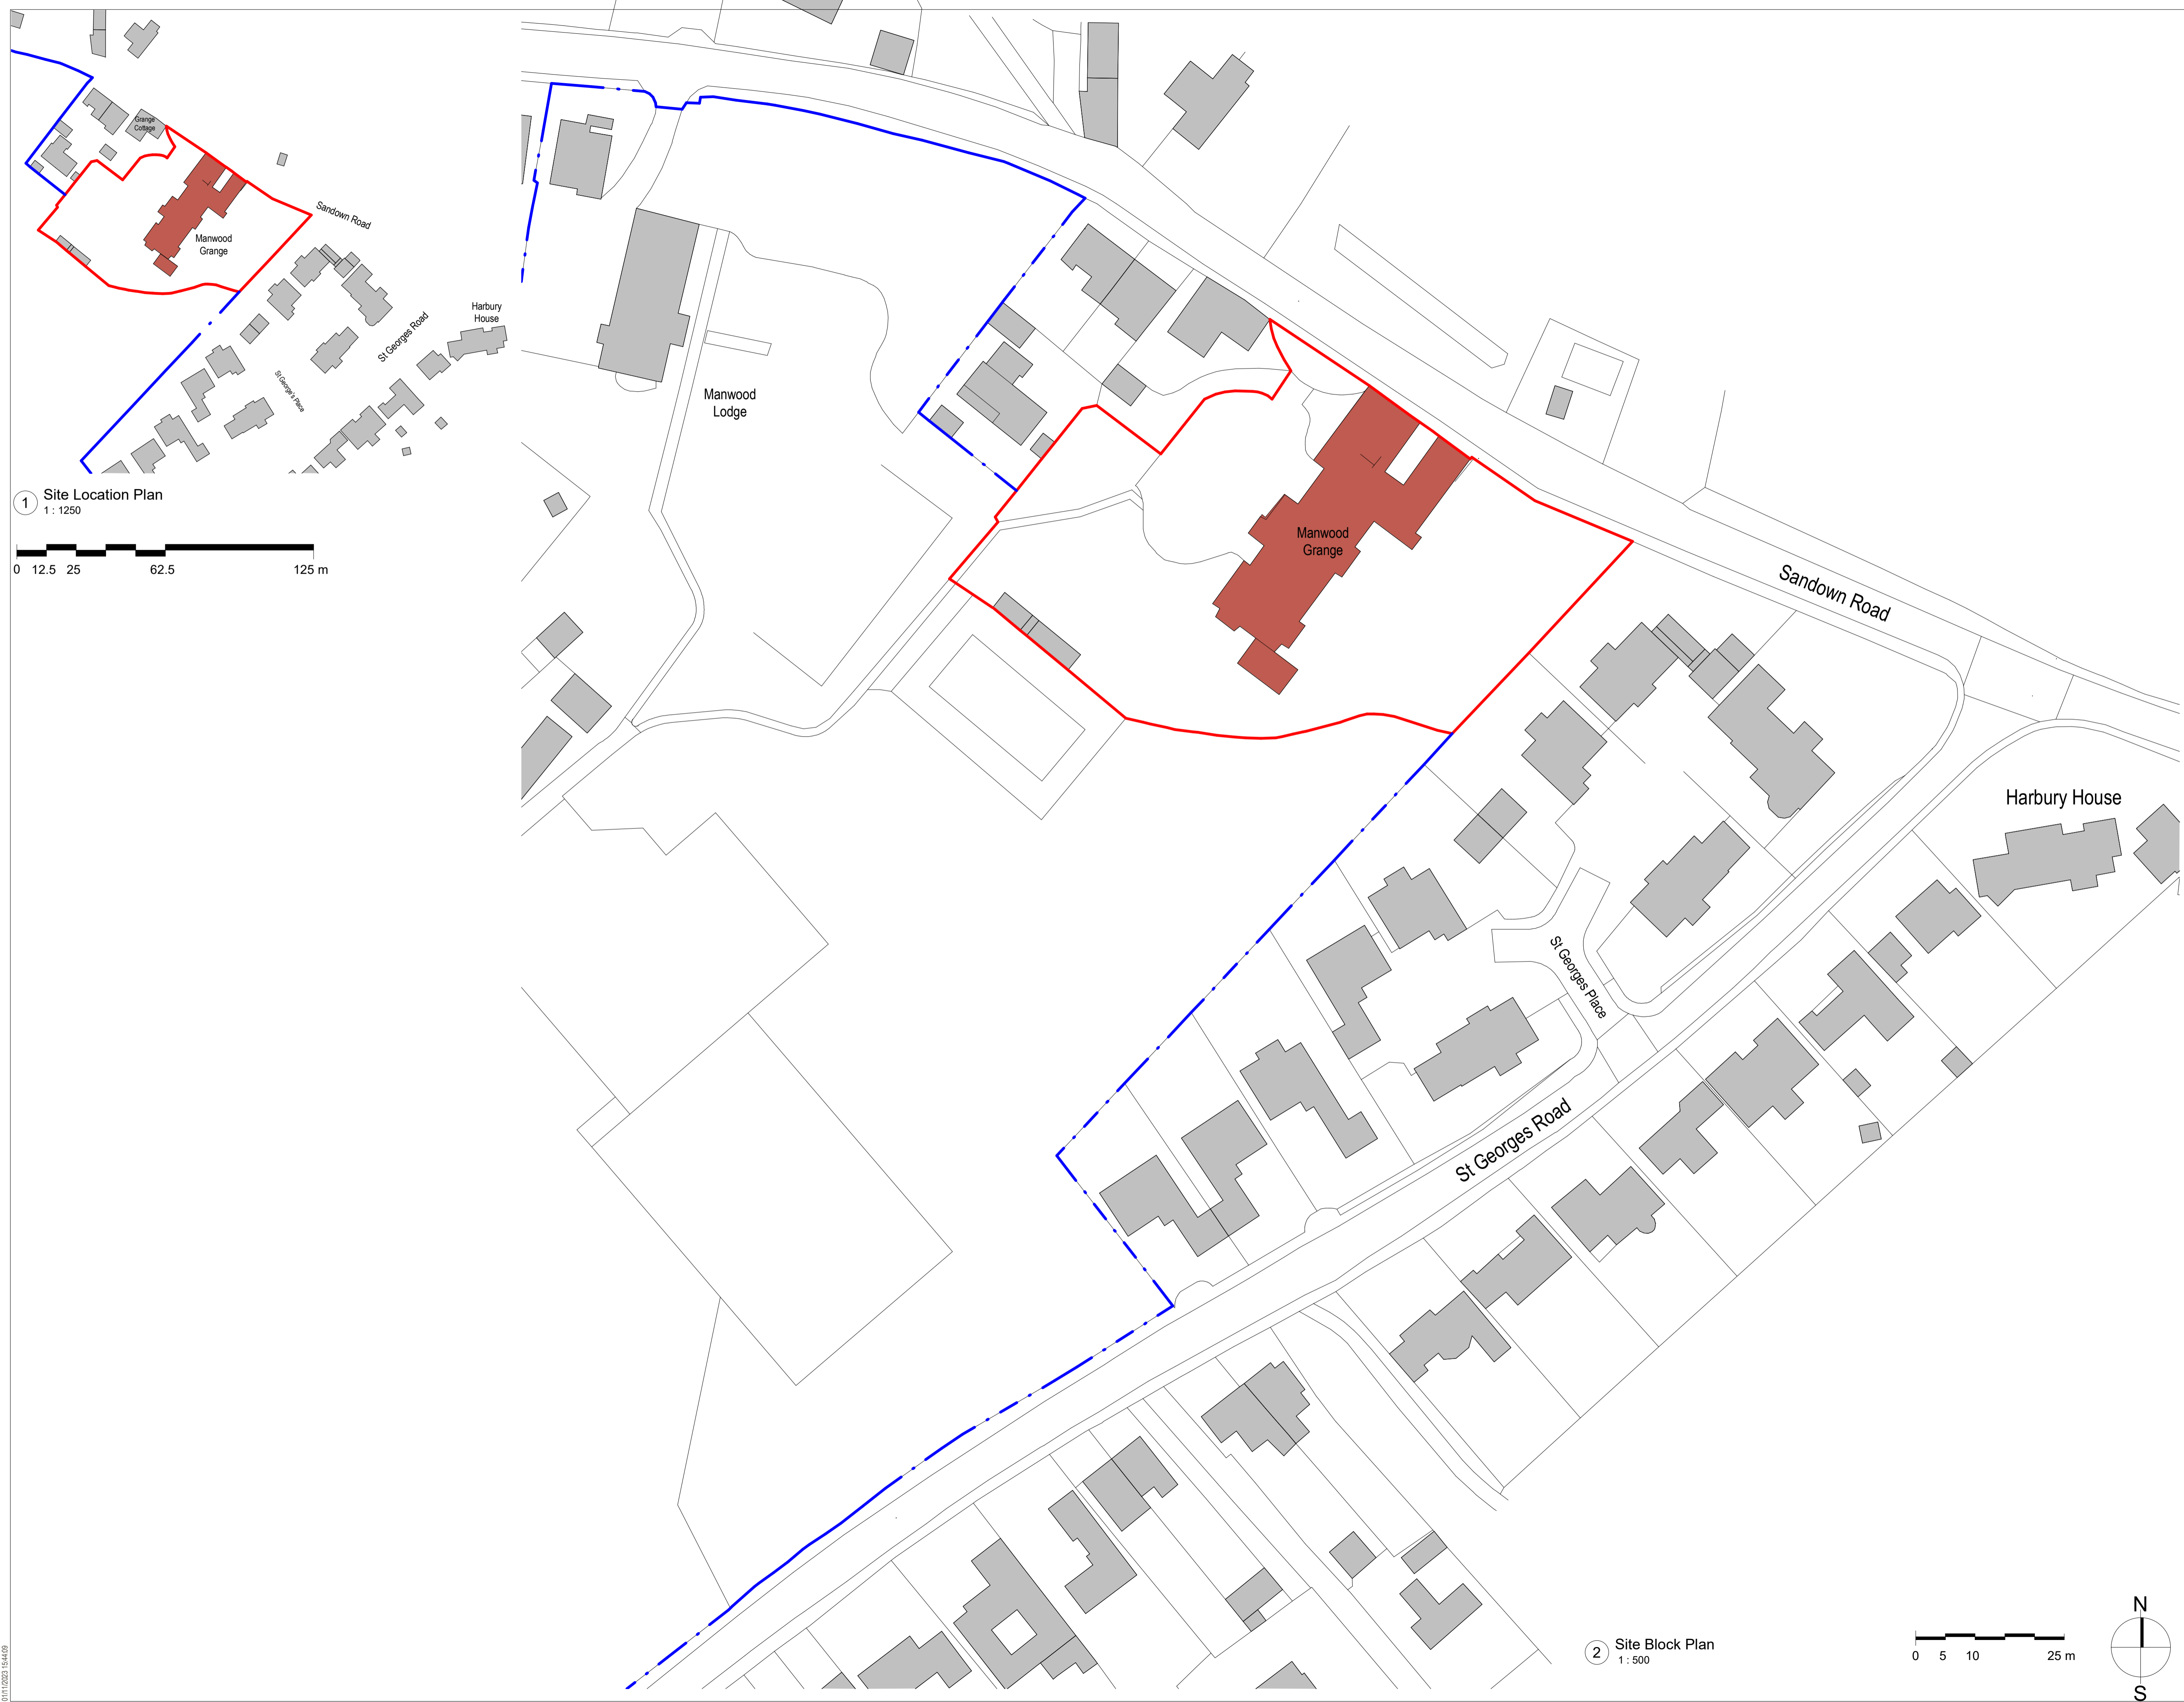 Grange
Cottage
Sandown Road
Manwood
Grange
Harbury
House
St Georges Road
St George's Place
1
Site Location Plan
1 : 1250
0 12.5 25 62.5 125 m
Manwood
Lodge
Manwood
Grange
Sandown Road
Harbury House
St Georges Place
St Georges Road
2
Site Block Plan
1 : 500
0 5 10 25 m
N
S
01/11/2023 15:44:09